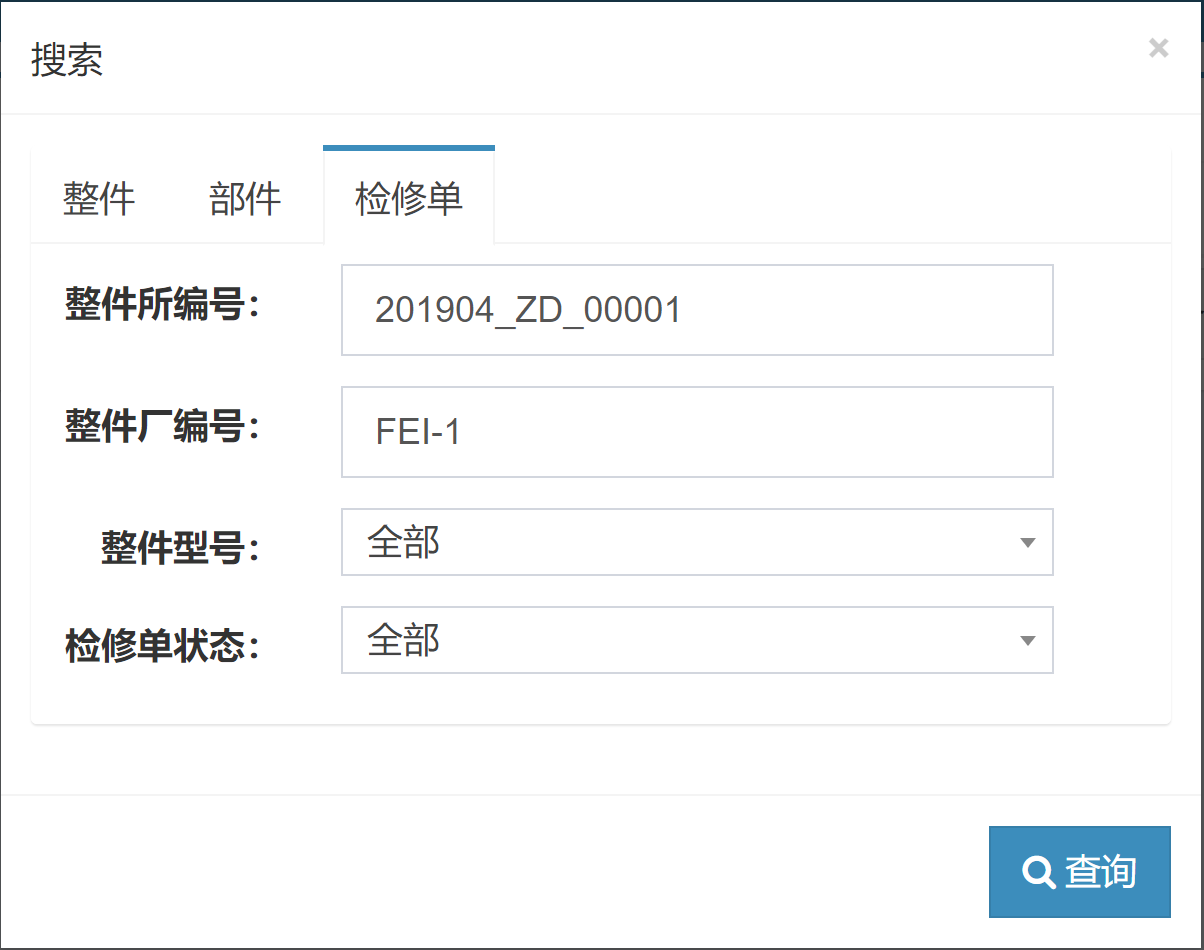 搜索
×
整件 部件 检修单
整件所编号： 201904_ZD_00001
整件厂编号： FEI-1
整件型号： 全部
检修单状态： 全部
查询